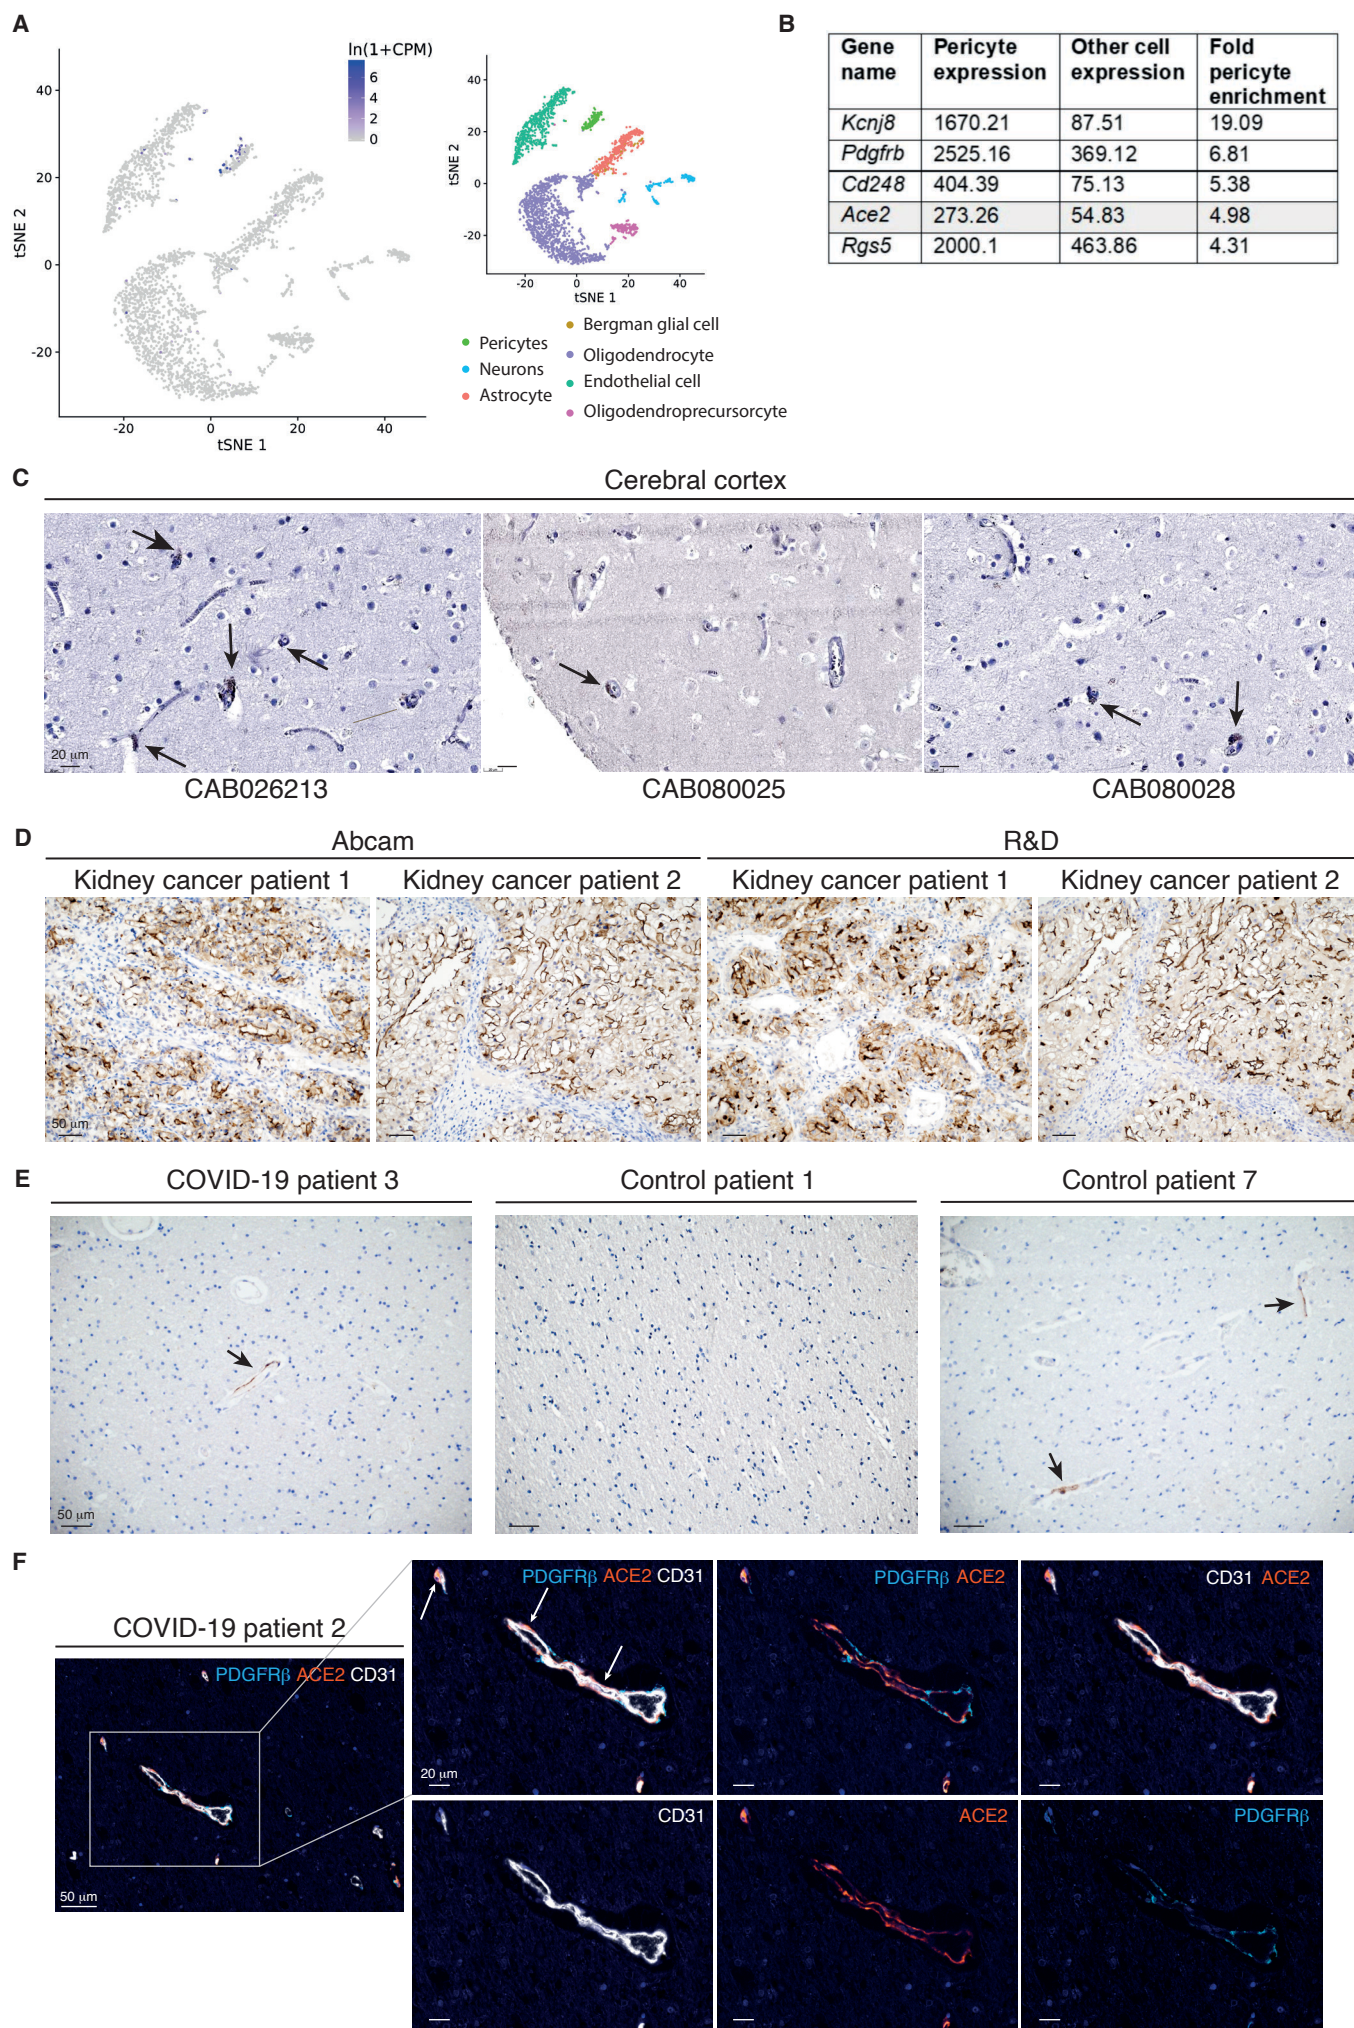 A
ln(1+CPM)
6
4
2
0
40
20
0
-20
tSNE 2
-20 0 20 40
tSNE 1
40
20
0
-20
tSNE 2
-20 0 20 40
tSNE 1
Pericytes
Neurons
Astrocyte
Bergman glial cell
Oligodendrocyte
Endothelial cell
Oligodendroprecursorcyte
B
Gene name Pericyte expression Other cell expression Fold pericyte enrichment
Kcnj8 1670.21 87.51 19.09
Pdgfrb 2525.16 369.12 6.81
Cd248 404.39 75.13 5.38
Ace2 273.26 54.83 4.98
Rgs5 2000.1 463.86 4.31
C
Cerebral cortex
20 μm
CAB026213 CAB080025 CAB080028
D
Abcam R&D
Kidney cancer patient 1 Kidney cancer patient 2 Kidney cancer patient 1 Kidney cancer patient 2
50 μm
E
COVID-19 patient 3 Control patient 1 Control patient 7
50 μm
F
COVID-19 patient 2
PDGFRβ ACE2 CD31
50 μm
PDGFRβ ACE2 CD31
20 μm
PDGFRβ ACE2
CD31 ACE2
CD31
ACE2
PDGFRβ